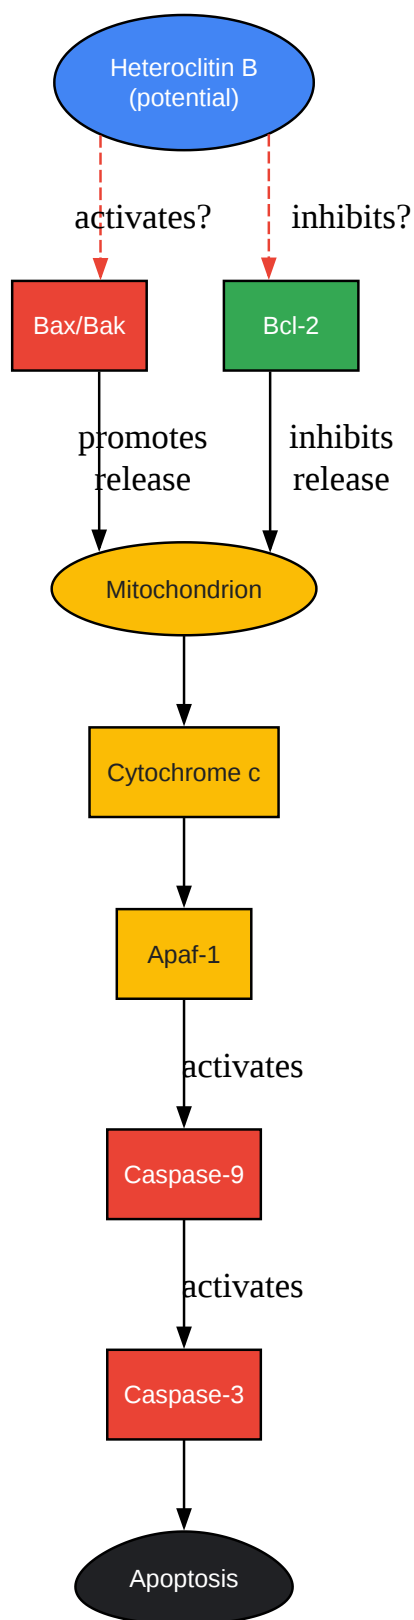 Heteroclitin B
(potential)
activates?
inhibits?
Bax/Bak
Bcl-2
promotes
release
inhibits
release
Mitochondrion
Cytochrome c
Apaf-1
activates
Caspase-9
activates
Caspase-3
Apoptosis